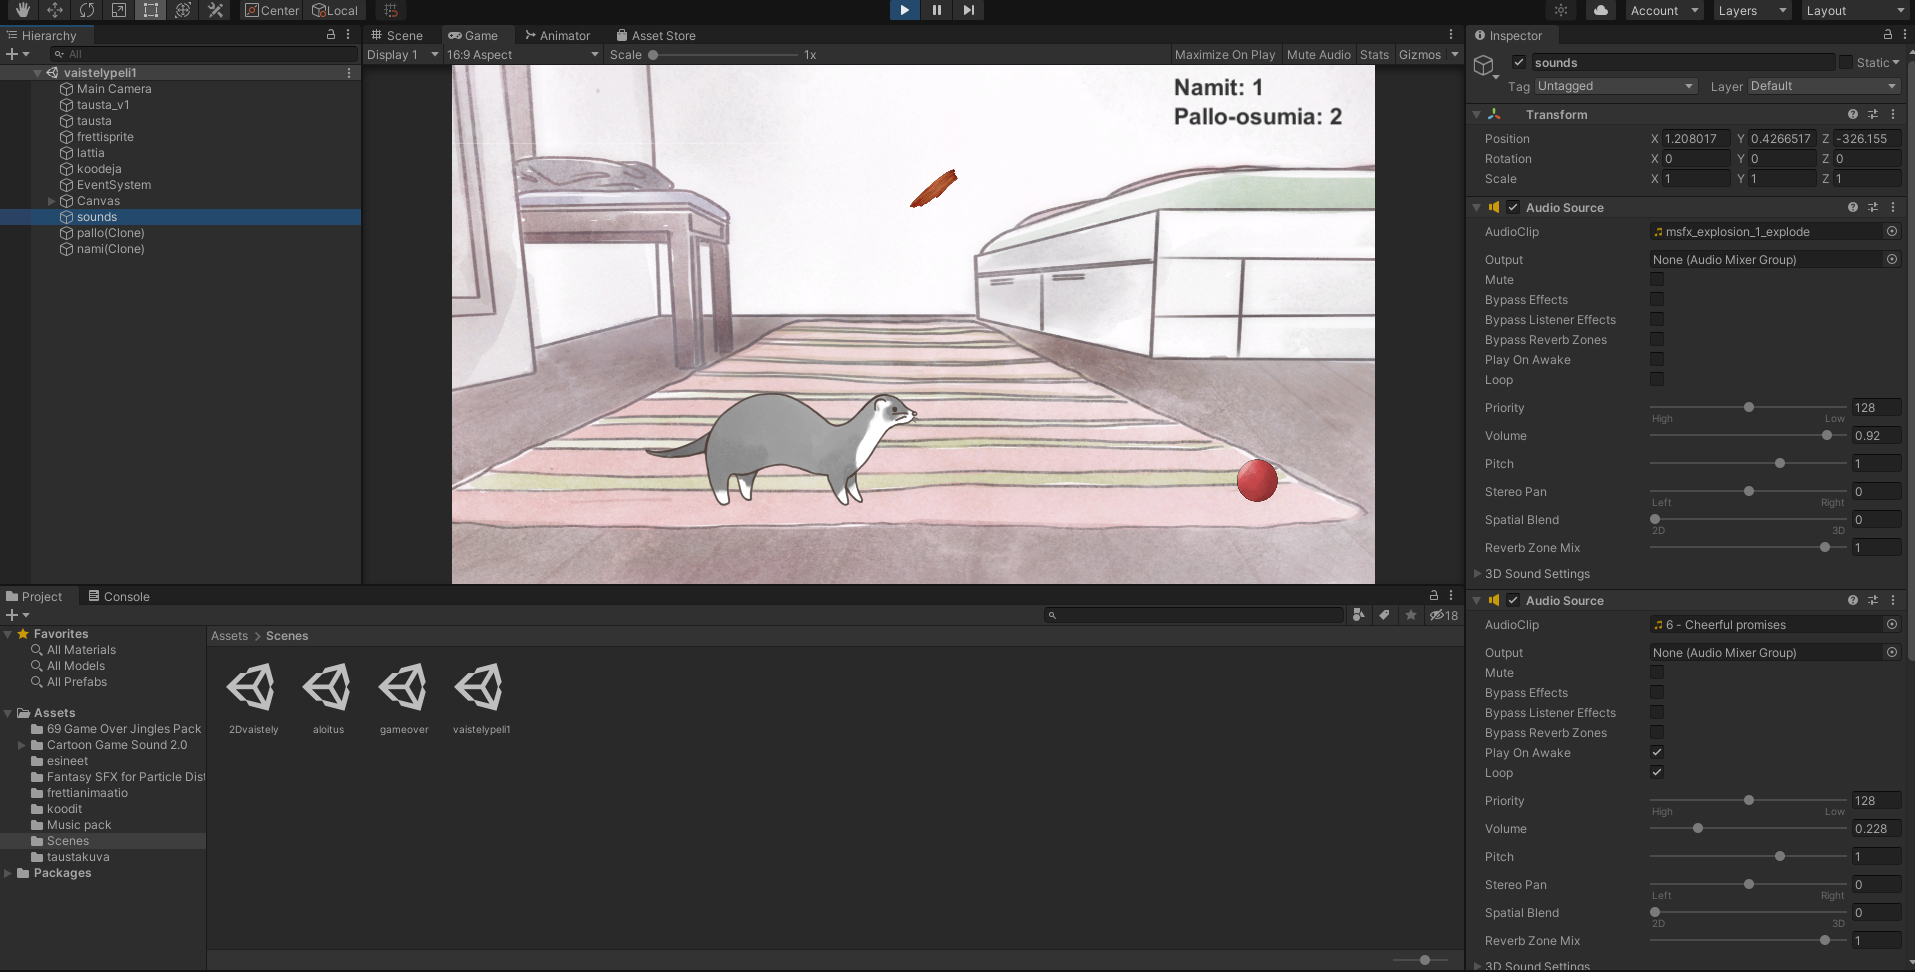 Center
Local
Account
Layers
Layout
Hierarchy
All
vaistelypeli1
Main Camera
tausta_v1
tausta
frettisprite
lattia
koodeja
EventSystem
Canvas
sounds
pallo(Clone)
nami(Clone)
Scene
Game
Animator
Asset Store
Display 1
16:9 Aspect
Scale
1x
Maximize On Play
Mute Audio
Stats
Gizmos
Namit: 1
Pallo-osumia: 2
Project
Console
18
Favorites
All Materials
All Models
All Prefabs
Assets
69 Game Over Jingles Pack
Cartoon Game Sound 2.0
esineet
Fantasy SFX for Particle Dist
frettianimaatio
koodit
Music pack
Scenes
taustakuva
Packages
Assets > Scenes
2Dvaistely
aloitus
gameover
vaistelypeli1
Inspector
sounds
Static
Tag Untagged
Layer Default
Transform
Position X 1.208017 Y 0.4266517 Z -326.155
Rotation X 0 Y 0 Z 0
Scale X 1 Y 1 Z 1
Audio Source
AudioClip msfx_explosion_1_explode
Output None (Audio Mixer Group)
Mute
Bypass Effects
Bypass Listener Effects
Bypass Reverb Zones
Play On Awake
Loop
Priority 128
High Low
Volume 0.92
Pitch 1
Stereo Pan 0
Left Right
Spatial Blend 0
2D 3D
Reverb Zone Mix 1
3D Sound Settings
Audio Source
AudioClip 6 - Cheerful promises
Output None (Audio Mixer Group)
Mute
Bypass Effects
Bypass Listener Effects
Bypass Reverb Zones
Play On Awake
Loop
Priority 128
High Low
Volume 0.228
Pitch 1
Stereo Pan 0
Left Right
Spatial Blend 0
2D 3D
Reverb Zone Mix 1
3D Sound Settings